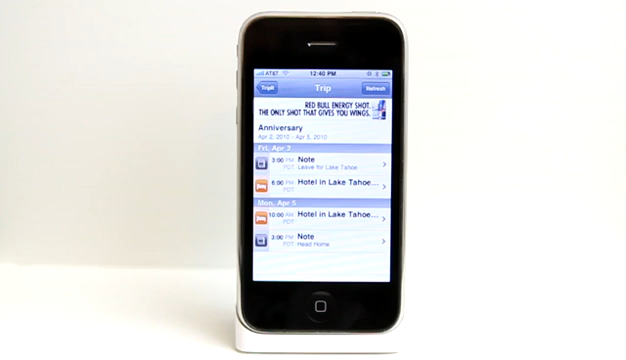 AT&T 12:40 PM
TripIt Trip Refresh
RED BULL ENERGY SHOT.
THE ONLY SHOT THAT GIVES YOU WINGS.
Anniversary
Apr 2, 2010 - Apr 5, 2010
Fri, Apr 2
3:00 PM Note
PDT Leave for Lake Tahoe
6:00 PM Hotel in Lake Tahoe...
PDT
Mon, Apr 5
10:00 AM Hotel in Lake Tahoe...
PDT
3:00 PM Note
PDT Head Home